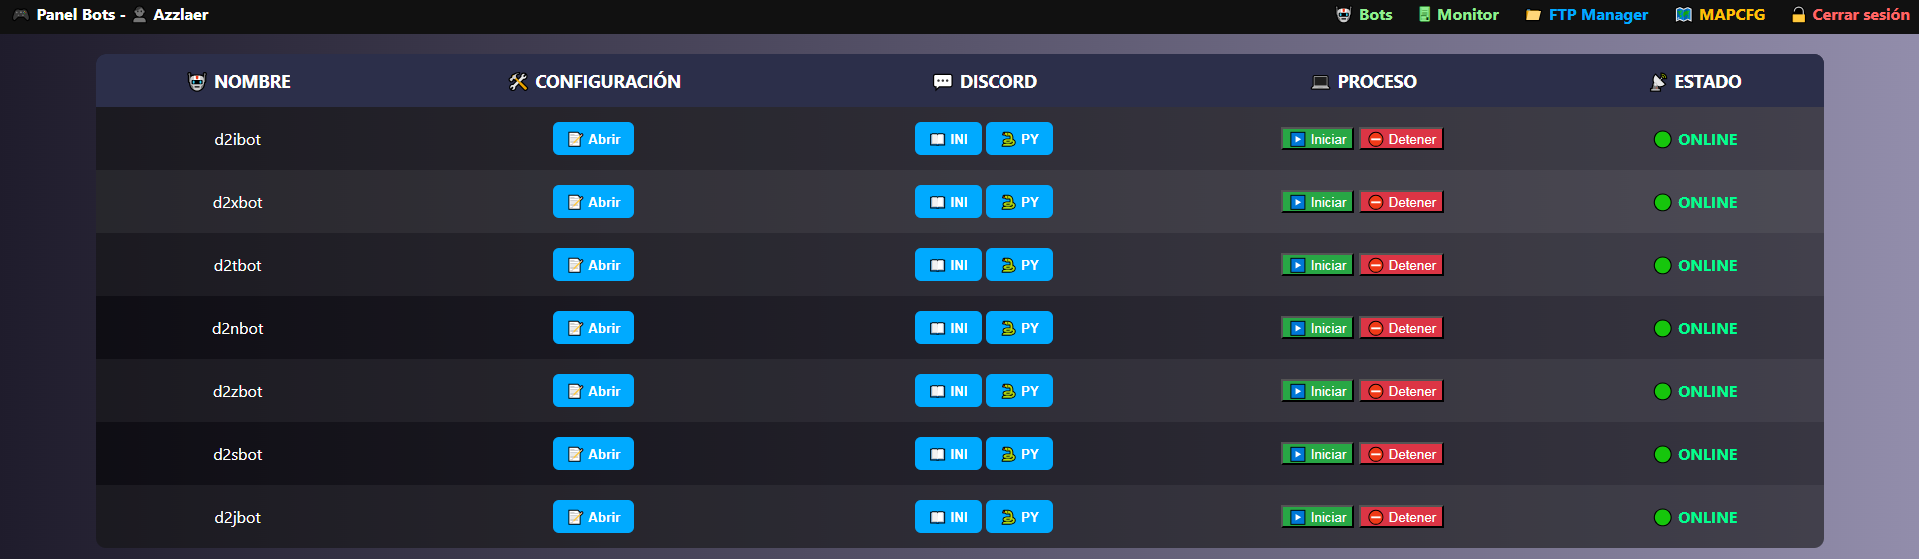 Panel Bots - Azzlaer Bots Monitor FTP Manager MAPCFG Cerrar sesión
NOMBRE CONFIGURACIÓN DISCORD PROCESO ESTADO
d2ibot Abrir INI PY Iniciar Detener ONLINE
d2xbot Abrir INI PY Iniciar Detener ONLINE
d2tbot Abrir INI PY Iniciar Detener ONLINE
d2nbot Abrir INI PY Iniciar Detener ONLINE
d2zbot Abrir INI PY Iniciar Detener ONLINE
d2sbot Abrir INI PY Iniciar Detener ONLINE
d2jbot Abrir INI PY Iniciar Detener ONLINE